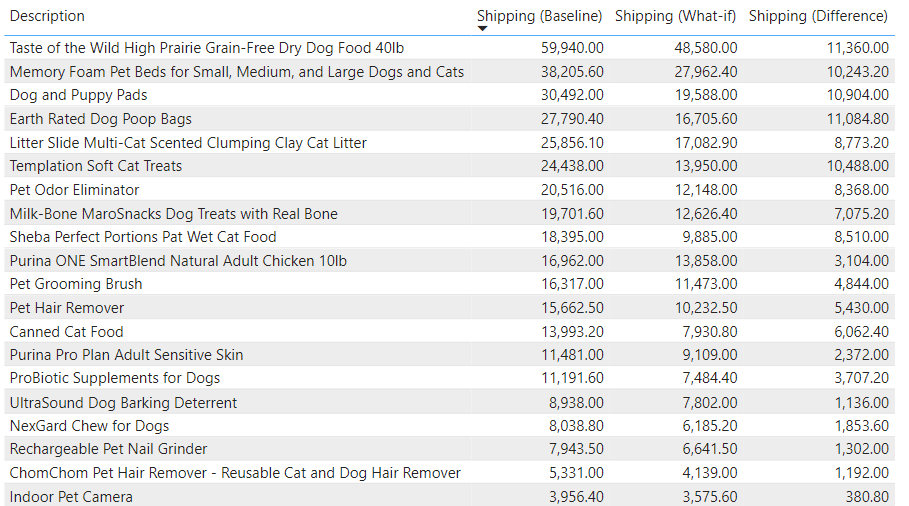 Description Shipping (Baseline) Shipping (What-if) Shipping (Difference)
Taste of the Wild High Prairie Grain-Free Dry Dog Food 40lb 59,940.00 48,580.00 11,360.00
Memory Foam Pet Beds for Small, Medium, and Large Dogs and Cats 38,205.60 27,962.40 10,243.20
Dog and Puppy Pads 30,492.00 19,588.00 10,904.00
Earth Rated Dog Poop Bags 27,790.40 16,705.60 11,084.80
Litter Slide Multi-Cat Scented Clumping Clay Cat Litter 25,856.10 17,082.90 8,773.20
Templation Soft Cat Treats 24,438.00 13,950.00 10,488.00
Pet Odor Eliminator 20,516.00 12,148.00 8,368.00
Milk-Bone MaroSnacks Dog Treats with Real Bone 19,701.60 12,626.40 7,075.20
Sheba Perfect Portions Pat Wet Cat Food 18,395.00 9,885.00 8,510.00
Purina ONE SmartBlend Natural Adult Chicken 10lb 16,962.00 13,858.00 3,104.00
Pet Grooming Brush 16,317.00 11,473.00 4,844.00
Pet Hair Remover 15,662.50 10,232.50 5,430.00
Canned Cat Food 13,993.20 7,930.80 6,062.40
Purina Pro Plan Adult Sensitive Skin 11,481.00 9,109.00 2,372.00
ProBiotic Supplements for Dogs 11,191.60 7,484.40 3,707.20
UltraSound Dog Barking Deterrent 8,938.00 7,802.00 1,136.00
NexGard Chew for Dogs 8,038.80 6,185.20 1,853.60
Rechargeable Pet Nail Grinder 7,943.50 6,641.50 1,302.00
ChomChom Pet Hair Remover - Reusable Cat and Dog Hair Remover 5,331.00 4,139.00 1,192.00
Indoor Pet Camera 3,956.40 3,575.60 380.80